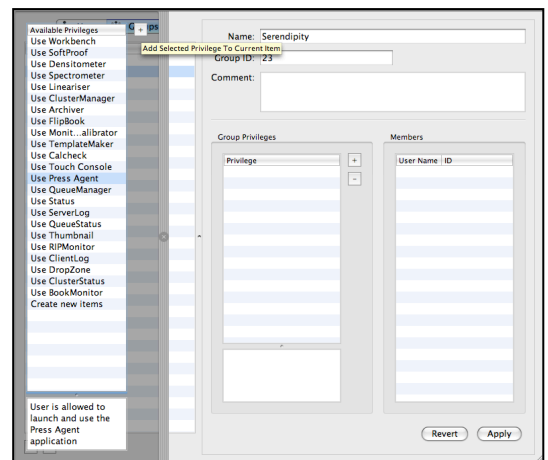 Available Privileges
+
Use Workbench
Use SoftProof
Use Densitometer
Use Spectrometer
Use Lineariser
Use ClusterManager
Use Archiver
Use FlipBook
Use Monit...alibrator
Use TemplateMaker
Use Calcheck
Use Touch Console
Use Press Agent
Use QueueManager
Use Status
Use ServerLog
Use QueueStatus
Use Thumbnail
Use RIPMonitor
Use ClientLog
Use DropZone
Use ClusterStatus
Use BookMonitor
Create new items
User is allowed to
launch and use the
Press Agent
application
Add Selected Privilege To Current Item
Name: Serendipity
Group ID: 23
Comment:
Group Privileges
Privilege
+
-
Members
User Name ID
Revert Apply